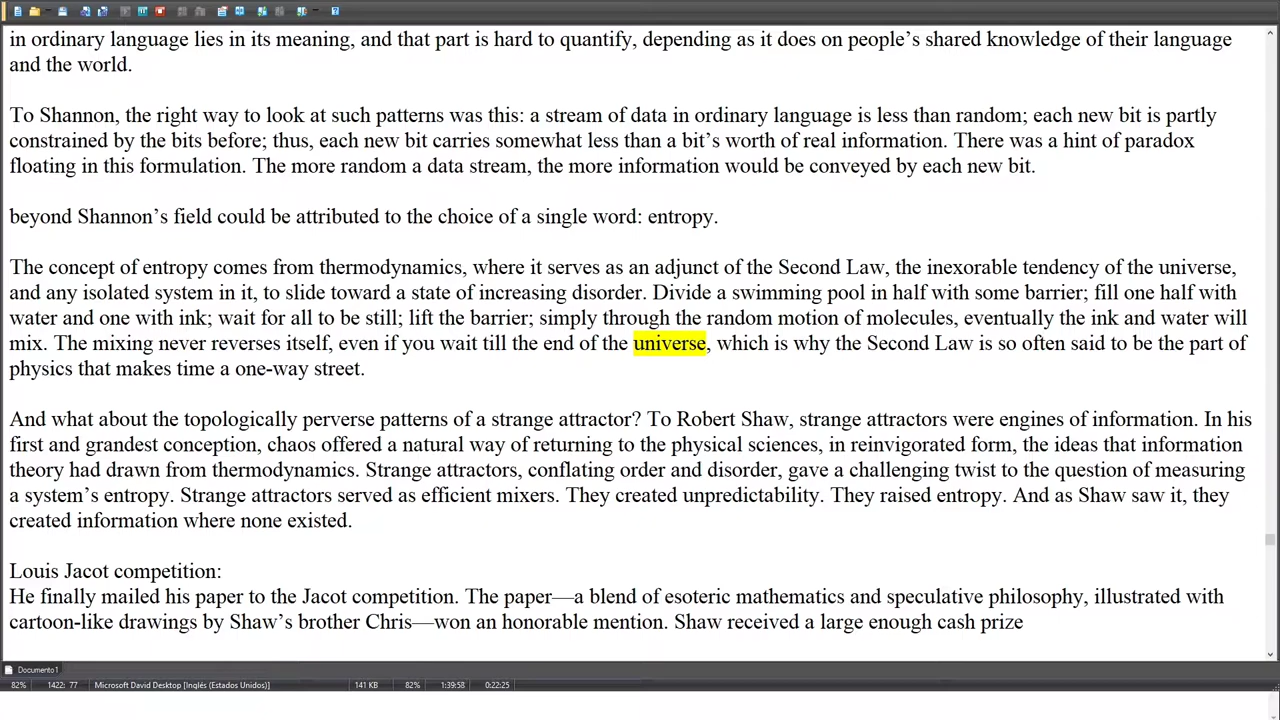 in ordinary language lies in its meaning, and that part is hard to quantify, depending as it does on people’s shared knowledge of their language
and the world.
To Shannon, the right way to look at such patterns was this: a stream of data in ordinary language is less than random; each new bit is partly
constrained by the bits before; thus, each new bit carries somewhat less than a bit’s worth of real information. There was a hint of paradox
floating in this formulation. The more random a data stream, the more information would be conveyed by each new bit.
beyond Shannon’s field could be attributed to the choice of a single word: entropy.
The concept of entropy comes from thermodynamics, where it serves as an adjunct of the Second Law, the inexorable tendency of the universe,
and any isolated system in it, to slide toward a state of increasing disorder. Divide a swimming pool in half with some barrier; fill one half with
water and one with ink; wait for all to be still; lift the barrier; simply through the random motion of molecules, eventually the ink and water will
mix. The mixing never reverses itself, even if you wait till the end of the universe, which is why the Second Law is so often said to be the part of
physics that makes time a one-way street.
And what about the topologically perverse patterns of a strange attractor? To Robert Shaw, strange attractors were engines of information. In his
first and grandest conception, chaos offered a natural way of returning to the physical sciences, in reinvigorated form, the ideas that information
theory had drawn from thermodynamics. Strange attractors, conflating order and disorder, gave a challenging twist to the question of measuring
a system’s entropy. Strange attractors served as efficient mixers. They created unpredictability. They raised entropy. And as Shaw saw it, they
created information where none existed.
Louis Jacot competition:
He finally mailed his paper to the Jacot competition. The paper—a blend of esoteric mathematics and speculative philosophy, illustrated with
cartoon-like drawings by Shaw’s brother Chris—won an honorable mention. Shaw received a large enough cash prize
Documento1
82% 1422: 77 Microsoft David Desktop [Inglés (Estados Unidos)] 141 KB 82% 1:39:58 0:22:25